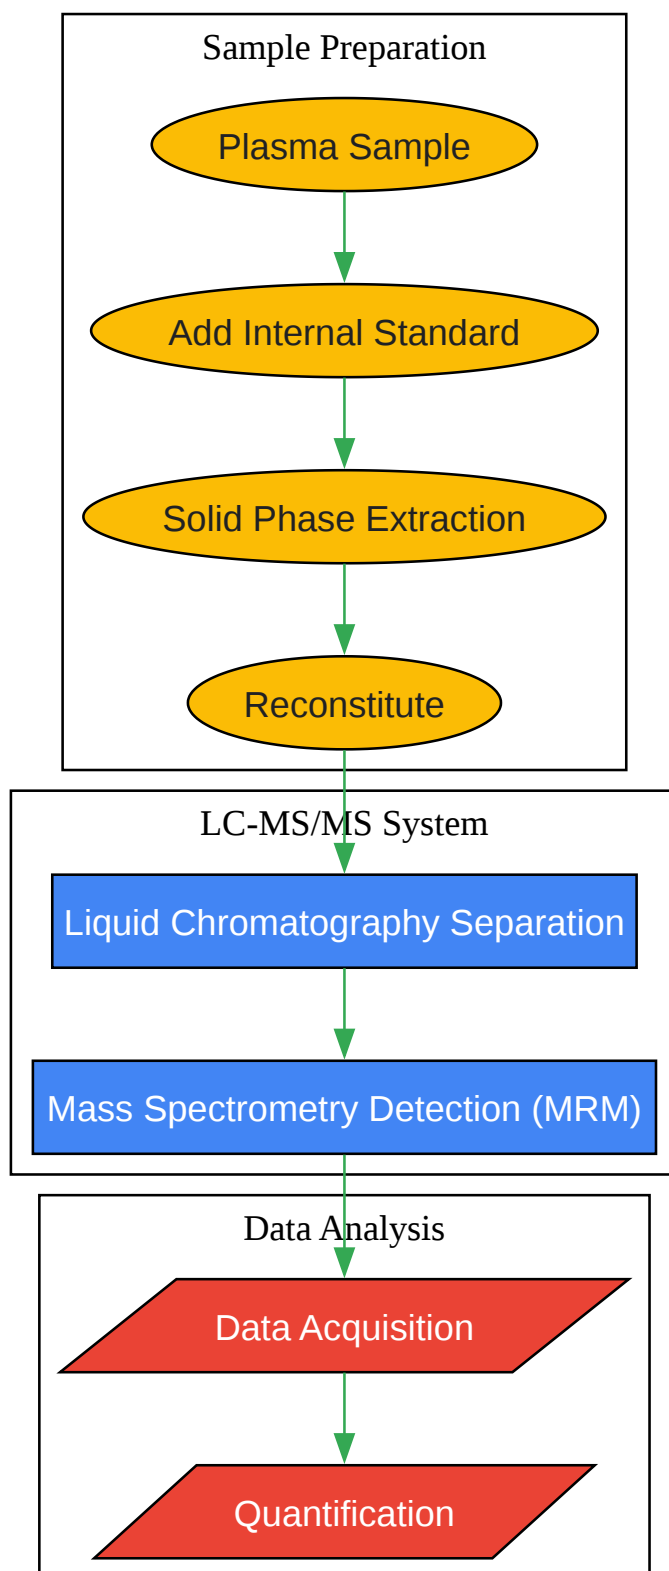 Sample Preparation
Plasma Sample
Add Internal Standard
Solid Phase Extraction
Reconstitute
LC-MS/MS System
Liquid Chromatography Separation
Mass Spectrometry Detection (MRM)
Data Analysis
Data Acquisition
Quantification